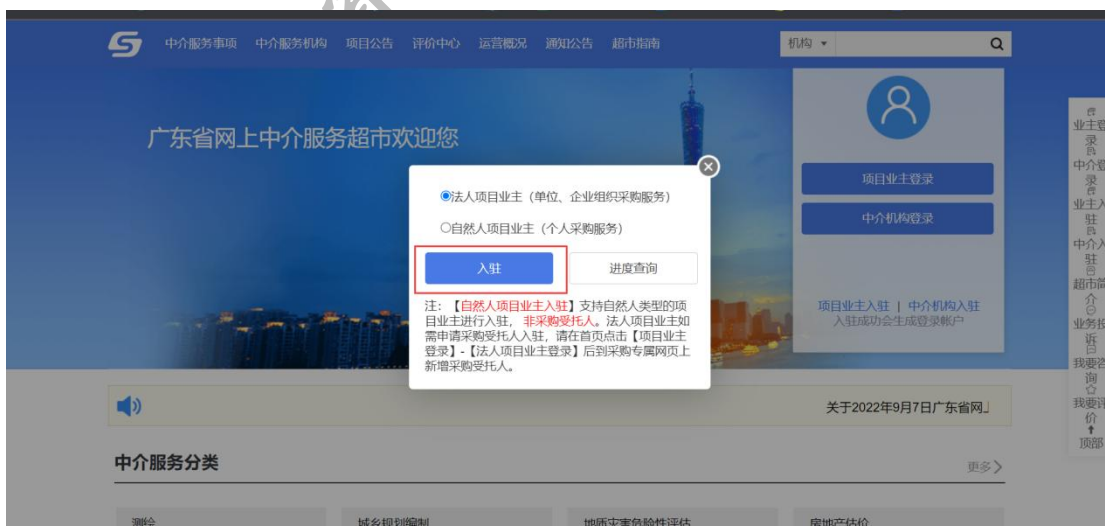 中介服务事项 中介服务机构 项目公告 评价中心 运营概况 通知公告 超市指南 机构
广东省网上中介服务超市欢迎您
项目业主登录
中介机构登录
项目业主入驻 | 中介机构入驻
入驻成功会生成登录帐户
法人项目业主（单位、企业组织采购服务）
自然人项目业主（个人采购服务）
入驻 进度查询
注：【自然人项目业主入驻】支持自然人类型的项
目业主进行入驻， 非采购受托人。法人项目业主如
需申请采购受托人入驻，请在首页点击【项目业主
登录】-【法人项目业主登录】后到采购专属网页上
新增采购受托人。
业主登
录
中介登
录
业主入
驻
中介入
驻
超市简
介
业务投
诉
我要咨
询
我要评
价
顶部
关于2022年9月7日广东省网上
中介服务分类
更多
测绘 城乡规划编制 地质灾害危险性评估 房地产估价